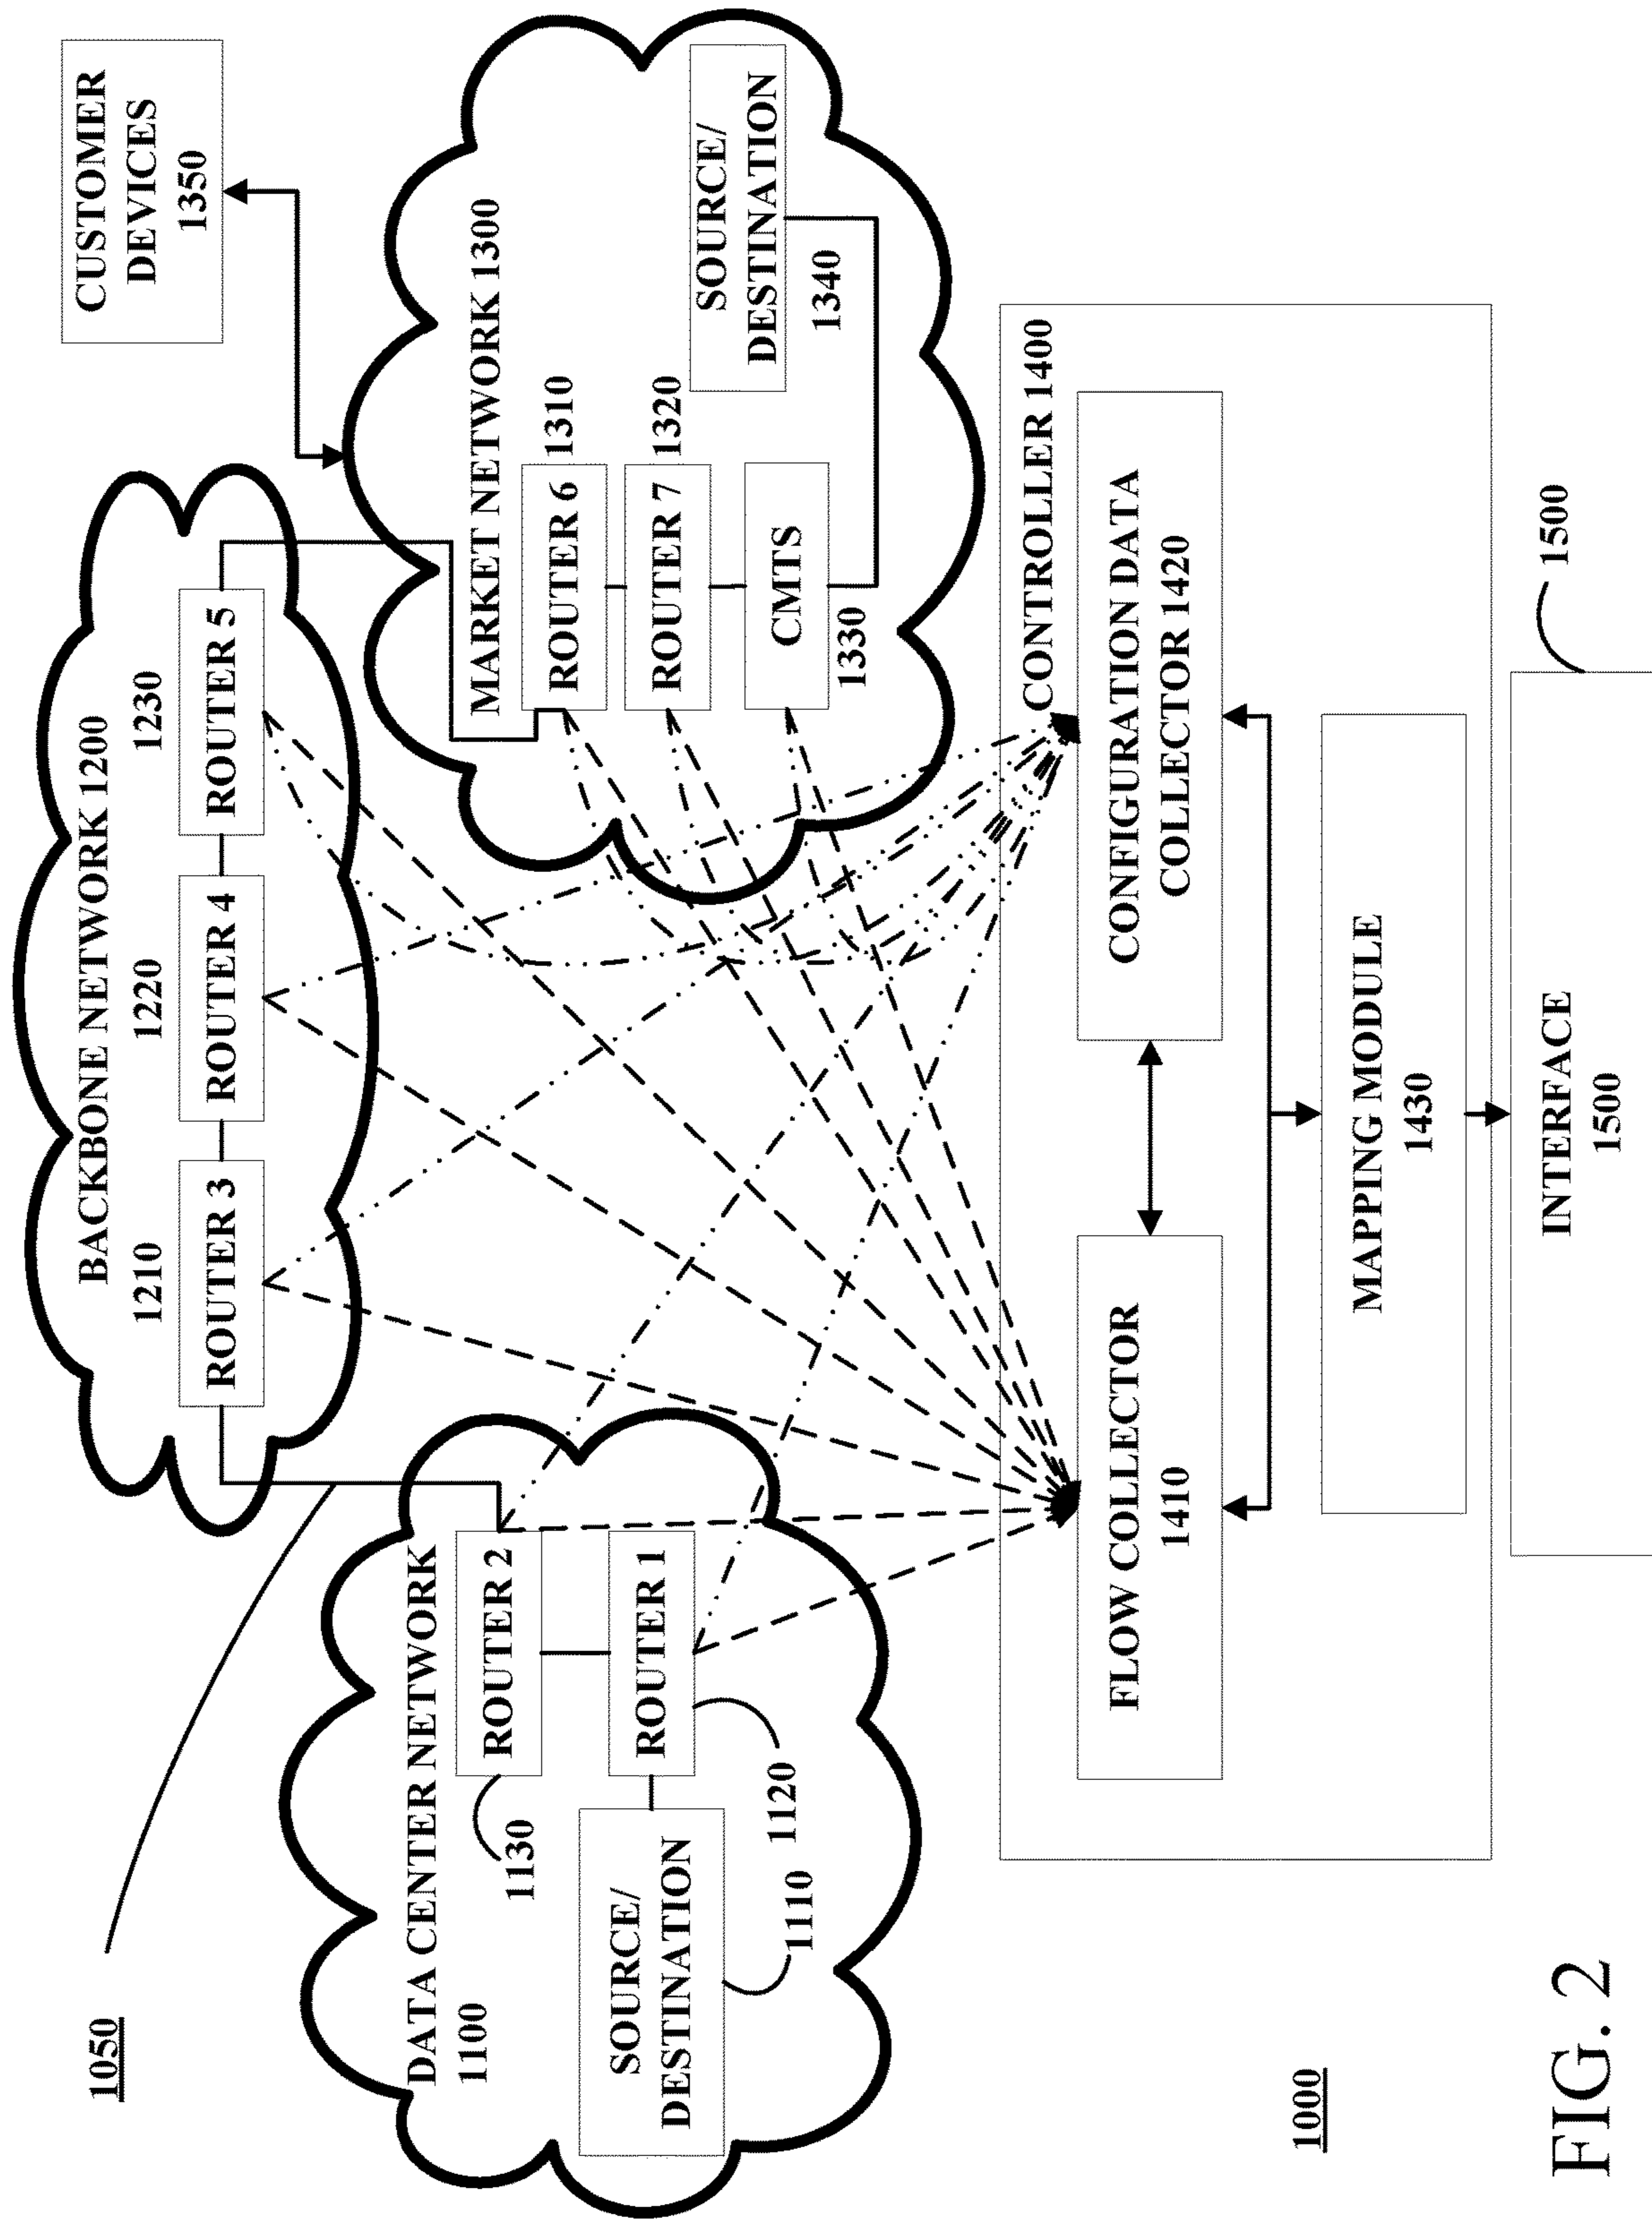 1050
BACKBONE NETWORK 1200
1210
1220
1230
ROUTER 3
ROUTER 4
ROUTER 5
CUSTOMER
DEVICES
1350
DATA CENTER NETWORK
1100
1130
ROUTER 2
ROUTER 1
1120
SOURCE/
DESTINATION
1110
MARKET NETWORK 1300
ROUTER 6
1310
ROUTER 7
1320
CMTS
1330
SOURCE/
DESTINATION
1340
CONTROLLER 1400
FLOW COLLECTOR
1410
CONFIGURATION DATA
COLLECTOR 1420
MAPPING MODULE
1430
INTERFACE
1500
1500
1000
FIG. 2